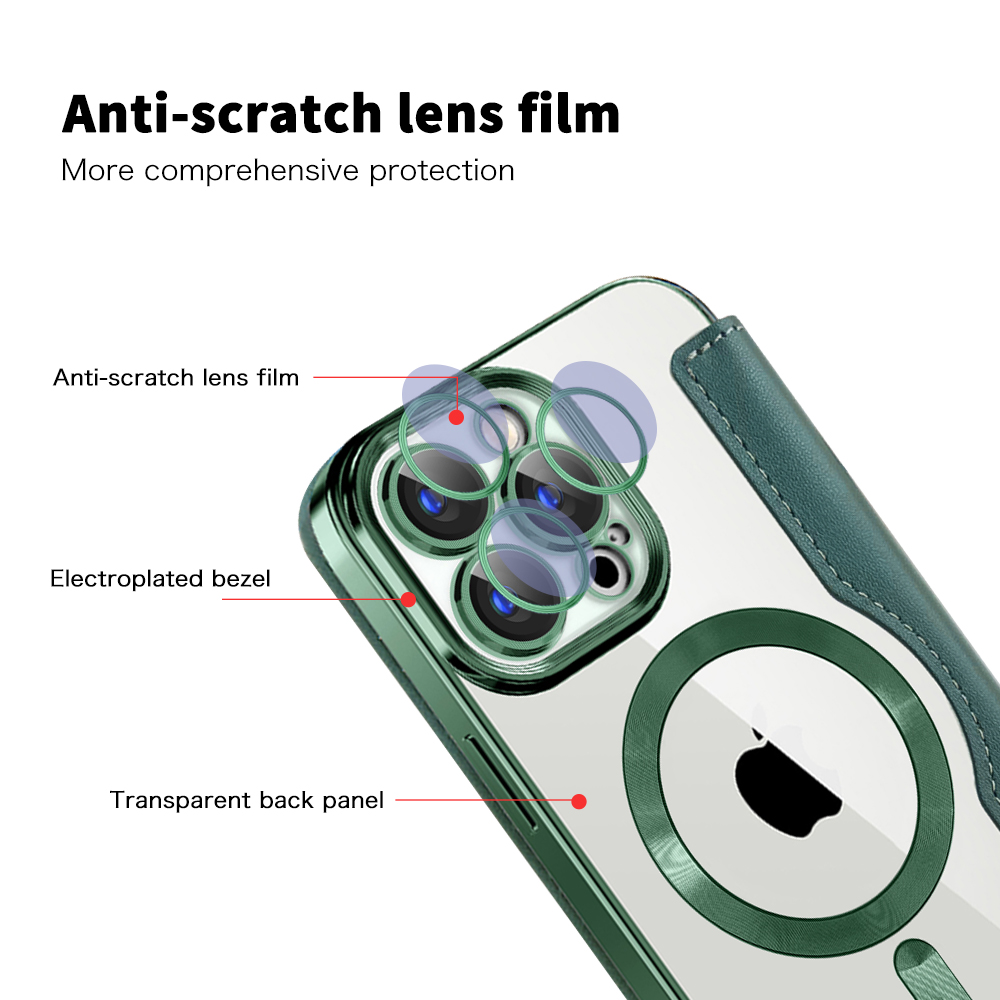 Anti-scratch lens film
More comprehensive protection
Anti-scratch lens film
Electroplated bezel
Transparent back panel